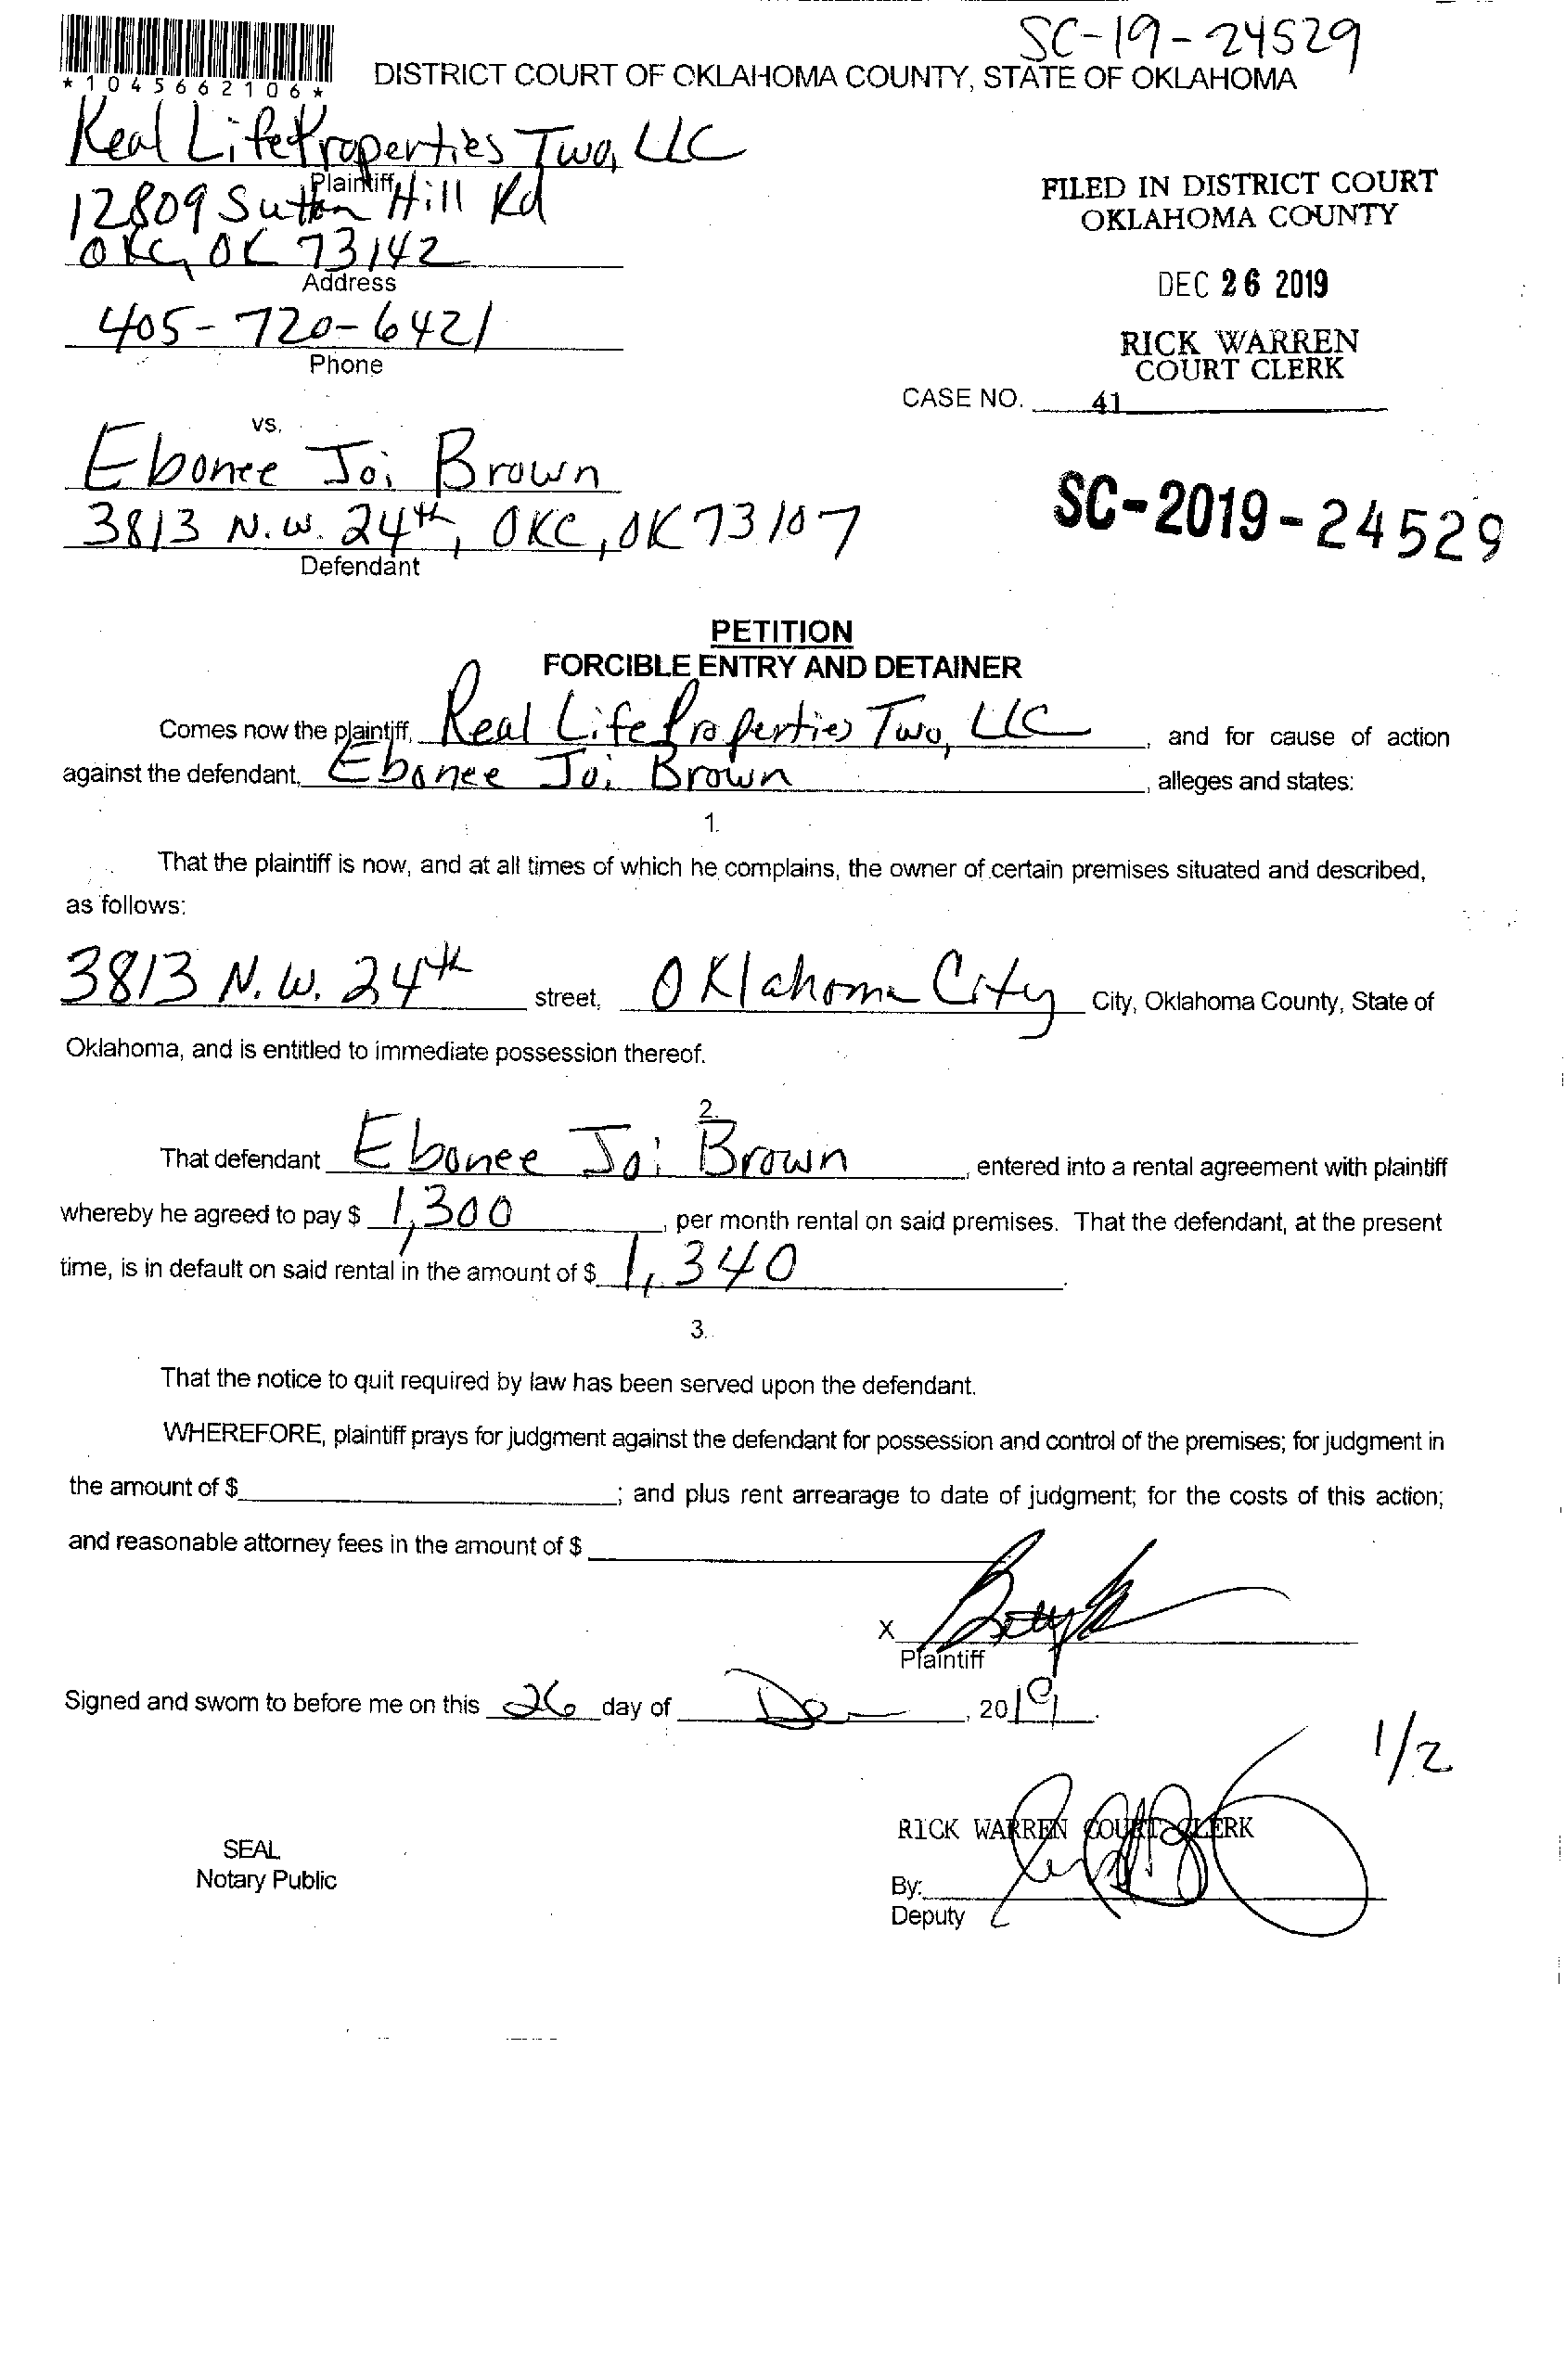 SC-19-24529
*1045662106*
DISTRICT COURT OF OKLAHOMA COUNTY, STATE OF OKLAHOMA
Real Life Properties Two, LLC
Plaintiff
12809 Sutton Hill Rd
OKC, OK 73142
Address
405-720-6421
Phone
FILED IN DISTRICT COURT
OKLAHOMA COUNTY
DEC 26 2019
RICK WARREN
COURT CLERK
CASE NO. 41
vs.
Ebonee Joi Brown
3813 N.W. 24th, OKC, OK 73107
Defendant
SC-2019-24529
PETITION
FORCIBLE ENTRY AND DETAINER
Comes now the plaintiff, Real Life Properties Two, LLC, and for cause of action
against the defendant, Ebonee Joi Brown, alleges and states:
1.
That the plaintiff is now, and at all times of which he complains, the owner of certain premises situated and described,
as follows:
3813 N.W. 24th street, Oklahoma City City, Oklahoma County, State of
Oklahoma, and is entitled to immediate possession thereof.
2.
That defendant Ebonee Joi Brown, entered into a rental agreement with plaintiff
whereby he agreed to pay $ 1,300, per month rental on said premises. That the defendant, at the present
time, is in default on said rental in the amount of $ 1,340.
3.
That the notice to quit required by law has been served upon the defendant.
WHEREFORE, plaintiff prays for judgment against the defendant for possession and control of the premises; for judgment in
the amount of $ ; and plus rent arrearage to date of judgment; for the costs of this action;
and reasonable attorney fees in the amount of $
X
Plaintiff
Signed and sworn to before me on this 26 day of De, 2019.
1/2
RICK WARREN COURT CLERK
SEAL
Notary Public
By:
Deputy